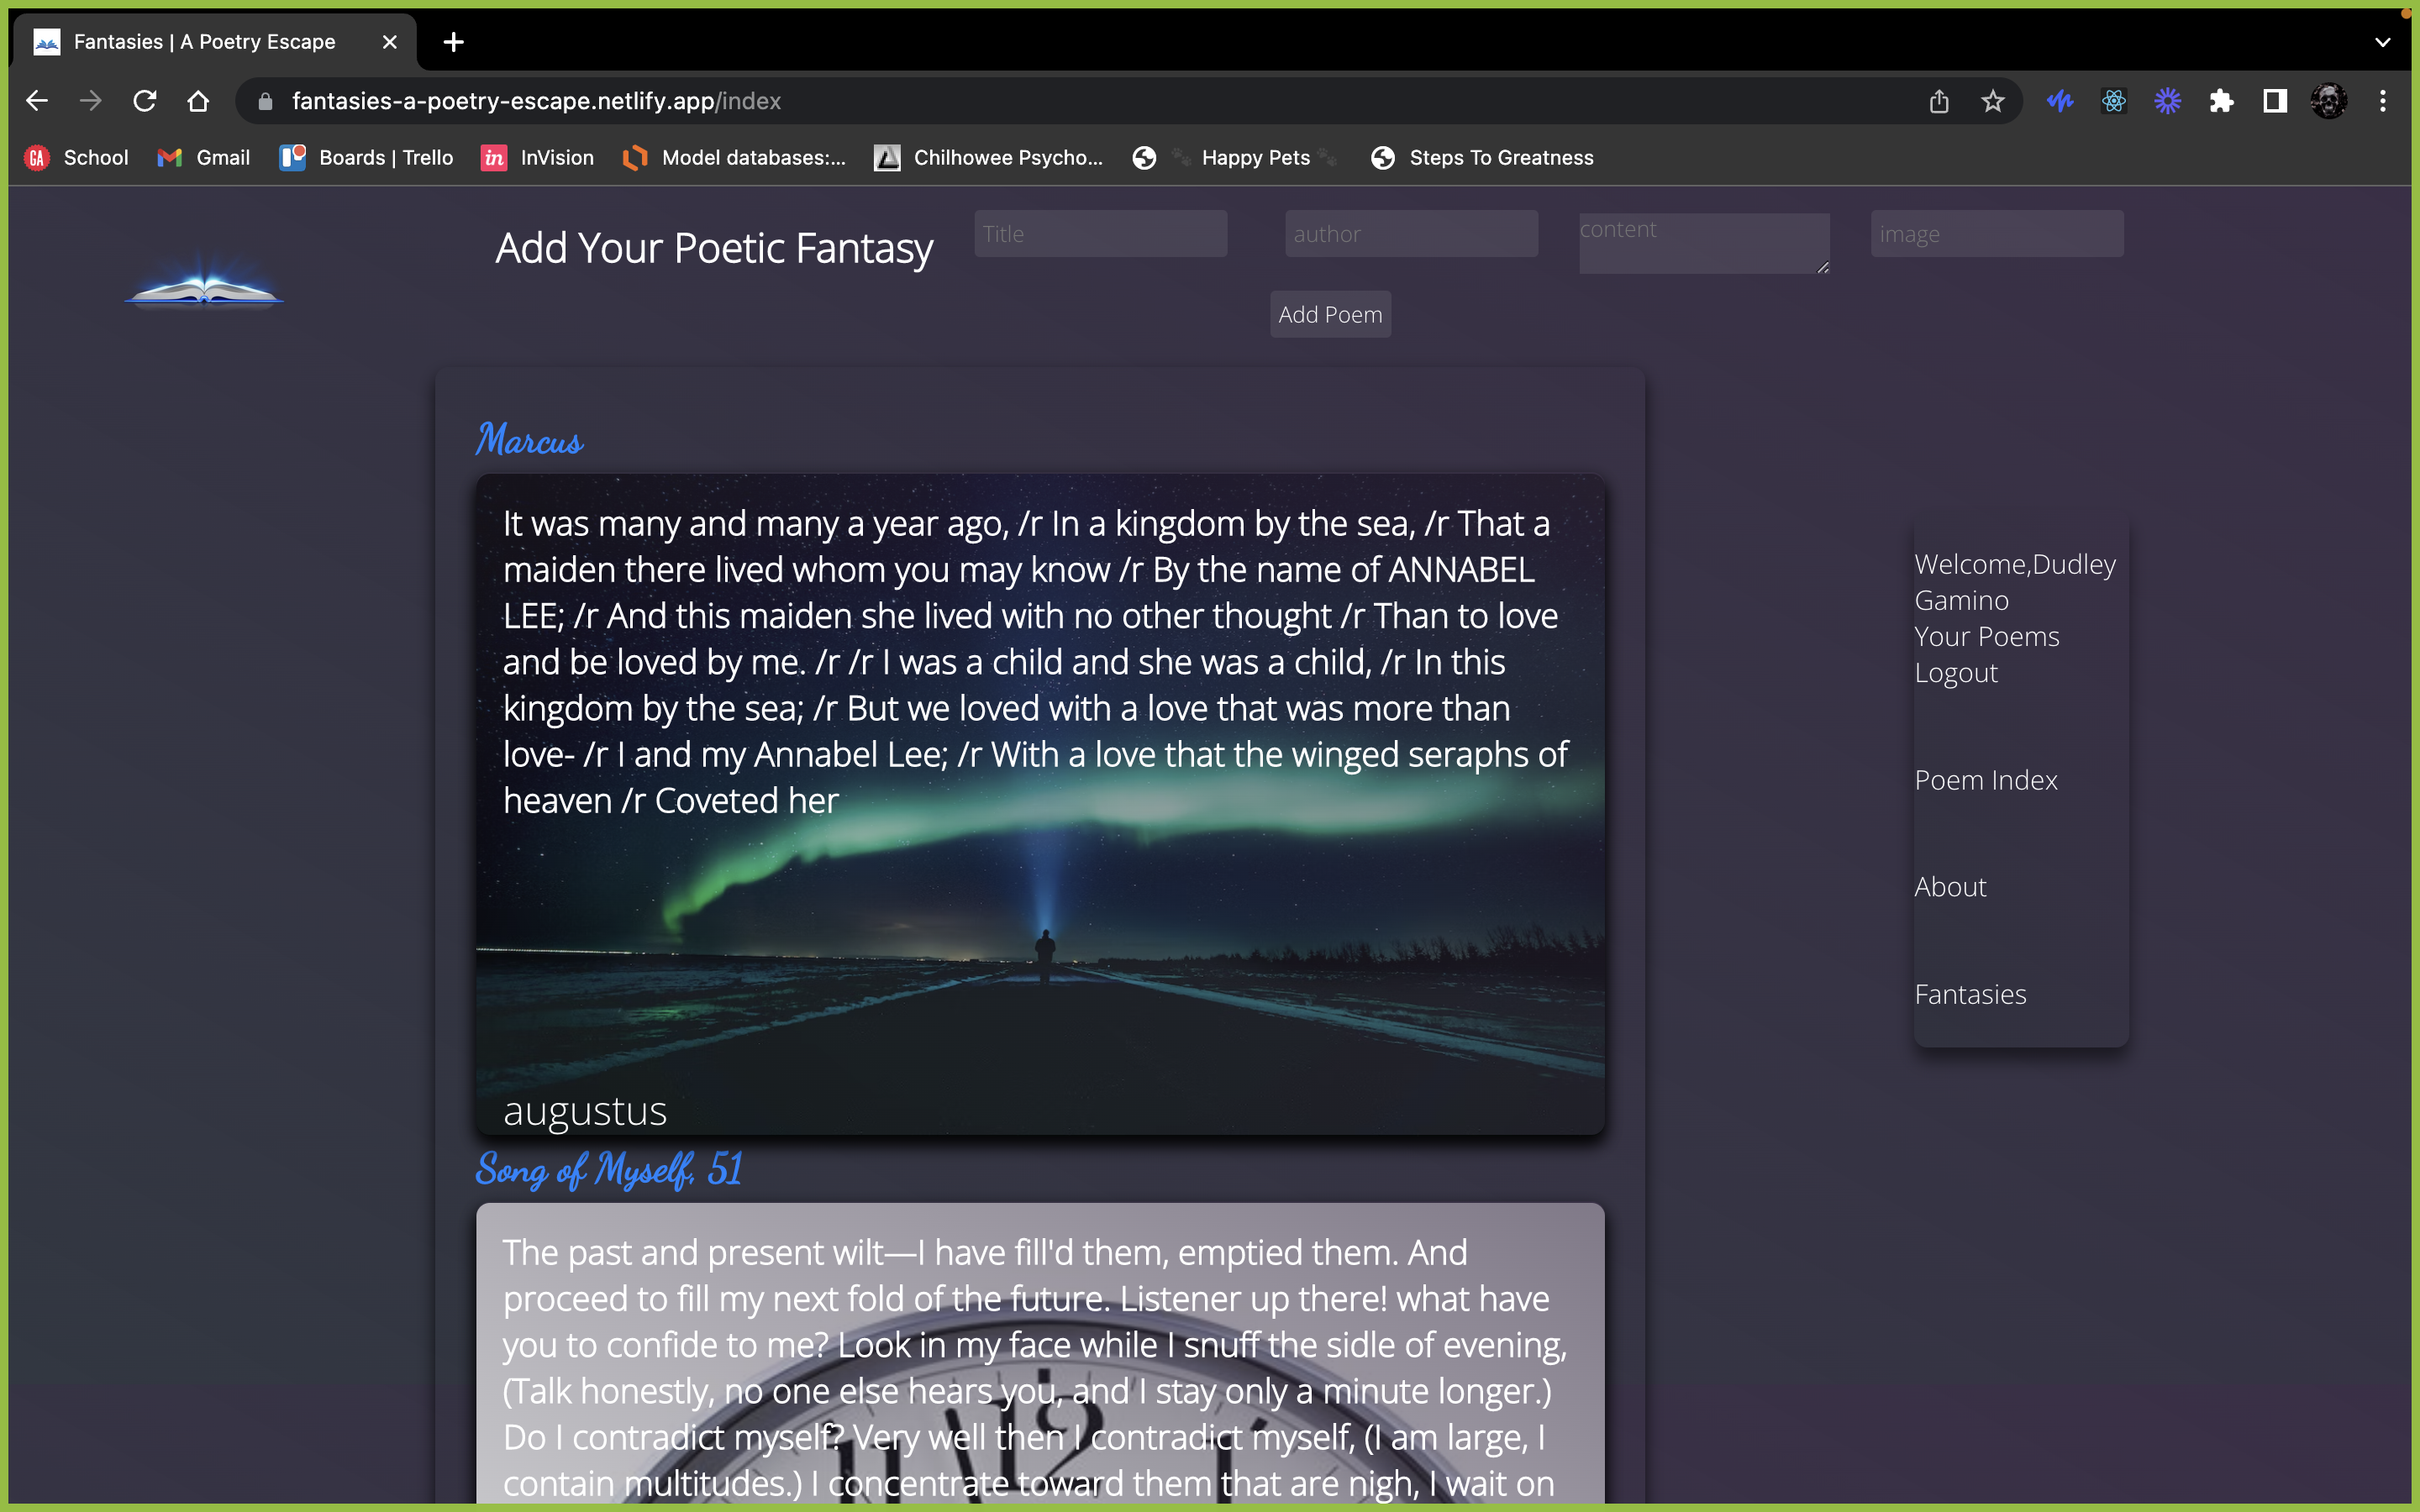 Fantasies | A Poetry Escape
fantasies-a-poetry-escape.netlify.app/index
GA School Gmail Boards | Trello in InVision Model databases:... Chilhowee Psycho... Happy Pets Steps To Greatness
Add Your Poetic Fantasy
Title author content image
Add Poem
Marcus
It was many and many a year ago, /r In a kingdom by the sea, /r That a
maiden there lived whom you may know /r By the name of ANNABEL
LEE; /r And this maiden she lived with no other thought /r Than to love
and be loved by me. /r /r I was a child and she was a child, /r In this
kingdom by the sea; /r But we loved with a love that was more than
love- /r I and my Annabel Lee; /r With a love that the winged seraphs of
heaven /r Coveted her
augustus
Song of Myself, 51
The past and present wilt—I have fill'd them, emptied them. And
proceed to fill my next fold of the future. Listener up there! what have
you to confide to me? Look in my face while I snuff the sidle of evening,
(Talk honestly, no one else hears you, and I stay only a minute longer.)
Do I contradict myself? Very well then I contradict myself, (I am large, I
contain multitudes.) I concentrate toward them that are nigh, I wait on
12
Welcome,Dudley
Gamino
Your Poems
Logout
Poem Index
About
Fantasies